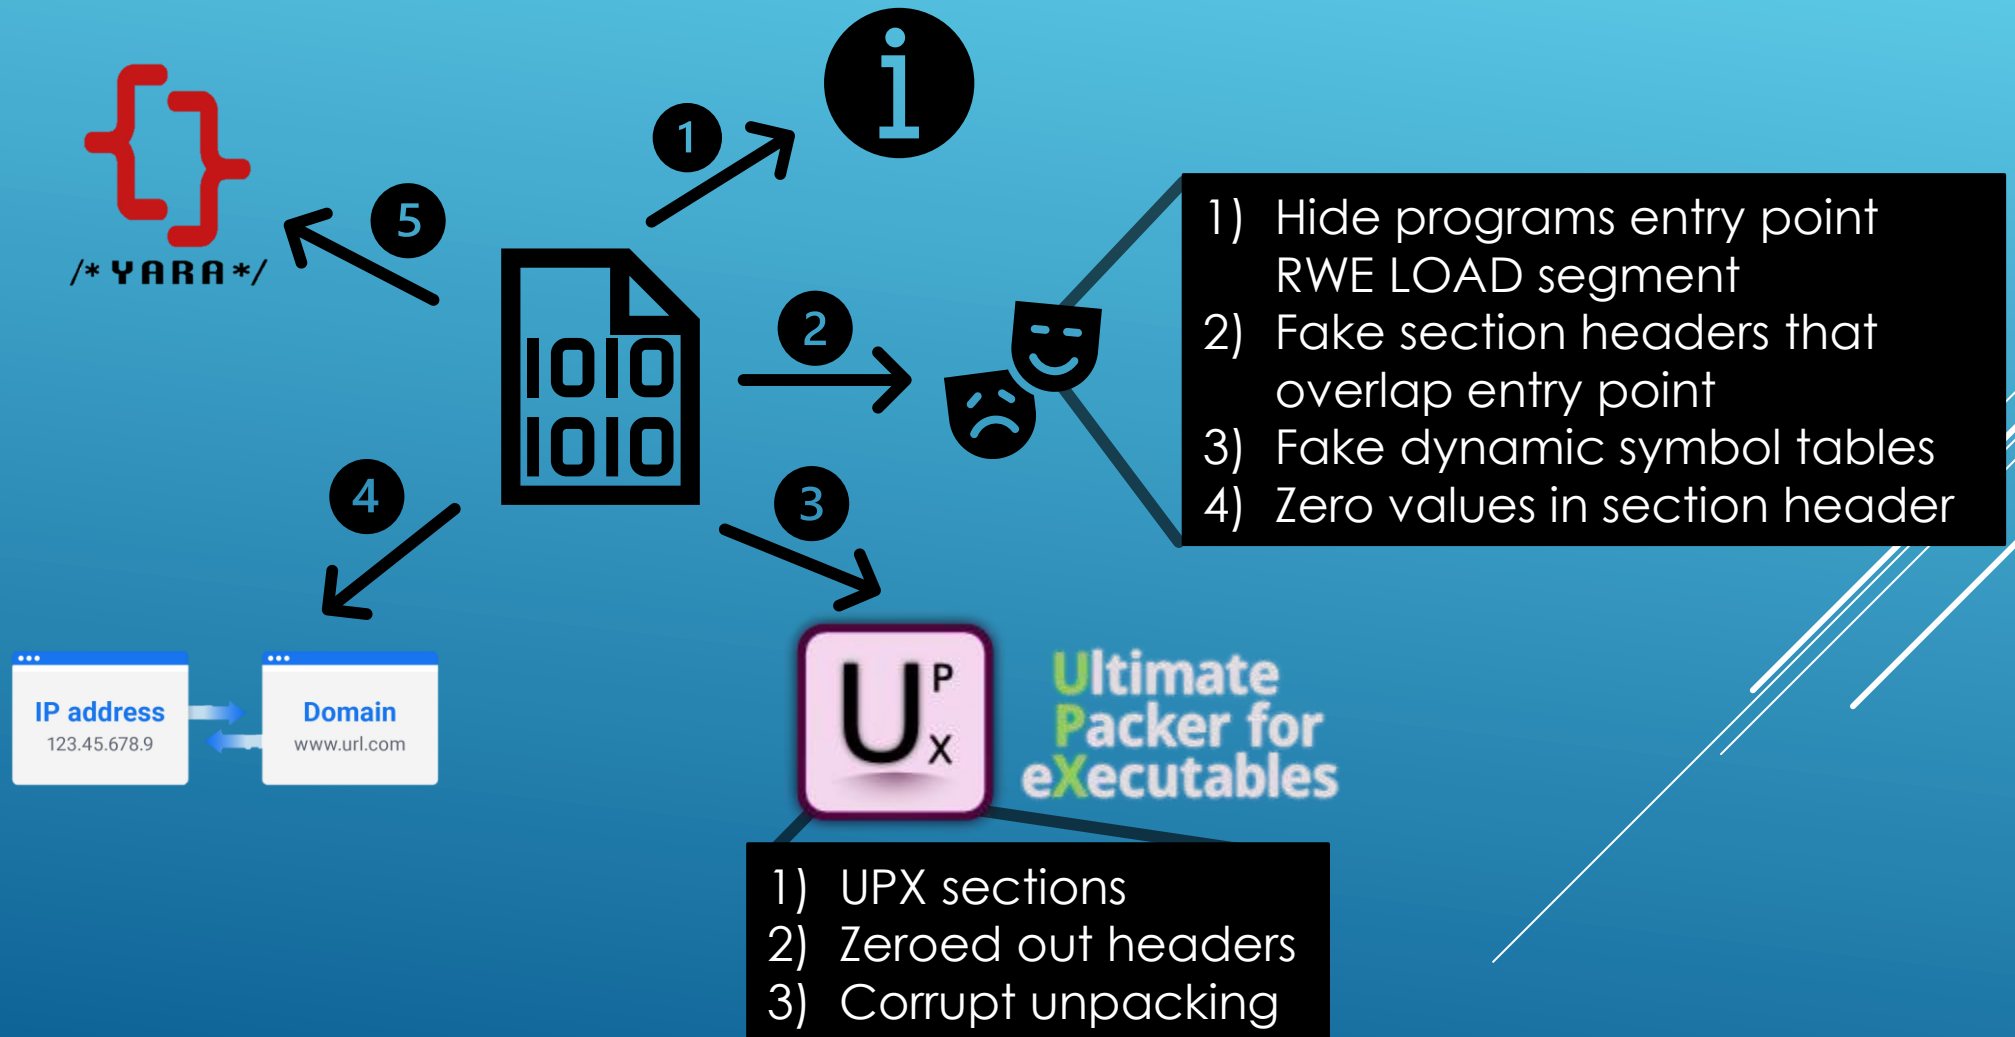 i
1
5
/*YARA*/
1) Hide programs entry point
RWE LOAD segment
2) Fake section headers that
overlap entry point
3) Fake dynamic symbol tables
4) Zero values in section header
2
1010
1010
4
3
IP address
123.45.678.9
Domain
www.url.com
UPX
Ultimate
Packer for
eXecutables
1) UPX sections
2) Zeroed out headers
3) Corrupt unpacking